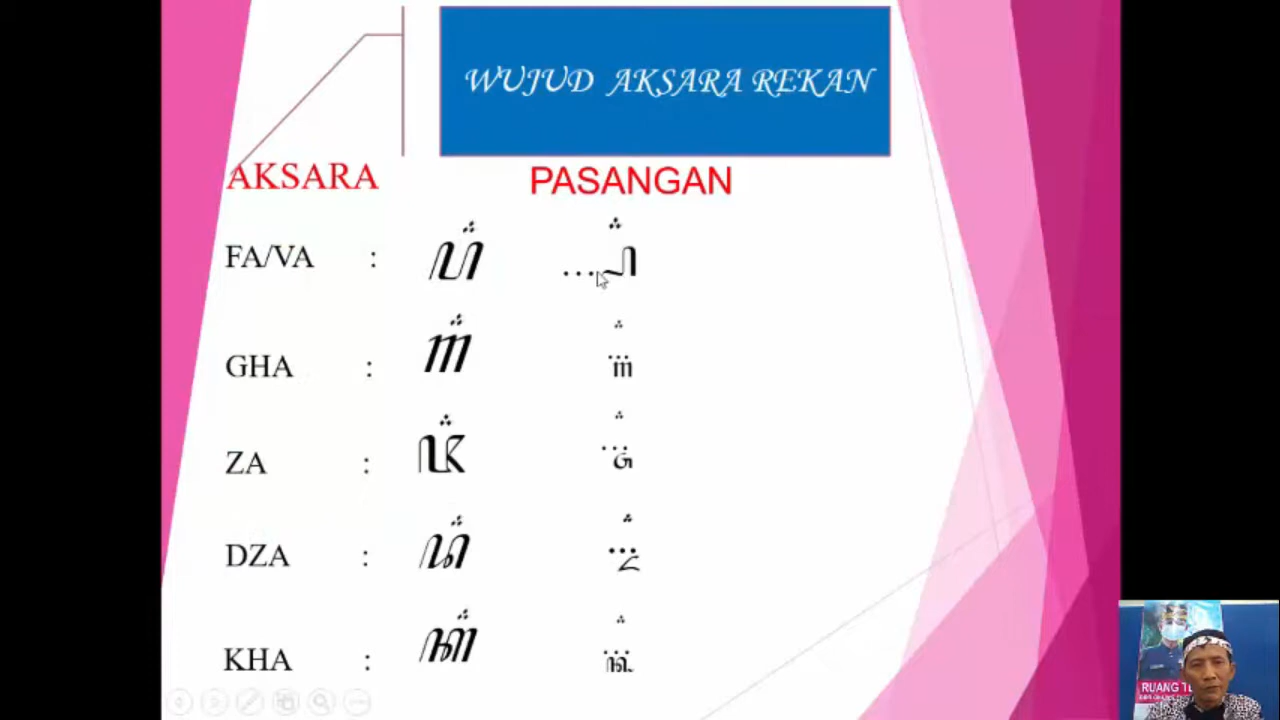 WUJUD AKSARA REKAN
AKSARA PASANGAN
FA/VA : ꦥ꦳ ...꧀ꦥ꦳
GHA : ꦒ꦳ ...꧀ꦒ꦳
ZA : ꦗ꦳ ...꧀ꦗ꦳
DZA : ꦢ꦳ ...꧀ꦢ꦳
KHA : ꦏ꦳ ...꧀ꦏ꦳